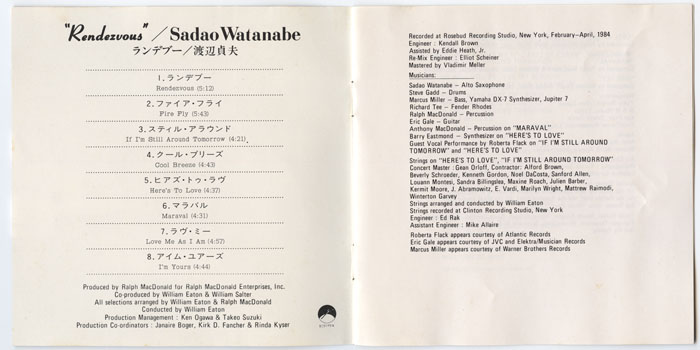 "Rendezvous" / Sadao Watanabe
ランデブー／渡辺貞夫
1. ランデブー
Rendezvous (5:12)
2. ファイア・フライ
Fire Fly (5:43)
3. スティル・アラウンド
If I'm Still Around Tomorrow (4:21)
4. クール・ブリーズ
Cool Breeze (4:43)
5. ヒアズ・トゥ・ラヴ
Here's To Love (4:37)
6. マラバル
Maraval (4:31)
7. ラヴ・ミー
Love Me As I Am (4:57)
8. アイム・ユアーズ
I'm Yours (4:44)
Produced by Ralph MacDonald for Ralph MacDonald Enterprises, Inc.
Co-produced by William Eaton & William Salter
All selections arranged by William Eaton & Ralph MacDonald
Conducted by William Eaton
Production Management : Ken Ogawa & Takeo Suzuki
Production Co-ordinators : Janaire Boger, Kirk D. Fancher & Rinda Kyser
Recorded at Rosebud Recording Studio, New York, February–April, 1984
Engineer : Kendall Brown
Assisted by Eddie Heath, Jr.
Re-Mix Engineer : Elliot Scheiner
Mastered by Vladimir Meller
Musicians:
Sadao Watanabe – Alto Saxophone
Steve Gadd – Drums
Marcus Miller – Bass, Yamaha DX-7 Synthesizer, Jupiter 7
Richard Tee – Fender Rhodes
Ralph MacDonald – Percussion
Eric Gale – Guitar
Anthony MacDonald – Percussion on "MARAVAL"
Barry Eastmond – Synthesizer on "HERE'S TO LOVE"
Guest Vocal Performance by Roberta Flack on "IF I'M STILL AROUND
TOMORROW" and "HERE'S TO LOVE"
Strings on "HERE'S TO LOVE", "IF I'M STILL AROUND TOMORROW"
Concert Master : Gean Orloff, Contractor: Alford Brown,
Beverly Schroeder, Kenneth Gordon, Noel DaCosta, Sanford Allen,
Louann Montesi, Sandra Billingslea, Maxine Roach, Julien Barber,
Kermit Moore, J. Abramowitz, E. Vardi, Marilyn Wright, Mattrew Raimodi,
Winterton Garvey
Strings arranged and conducted by William Eaton
Strings recorded at Clinton Recording Studio, New York
Engineer : Ed Rak
Assistant Engineer : Mike Allaire
Roberta Flack appears courtesy of Atlantic Records
Eric Gale appears courtesy of JVC and Elektra/Musician Records
Marcus Miller appears courtesy of Warner Brothers Records